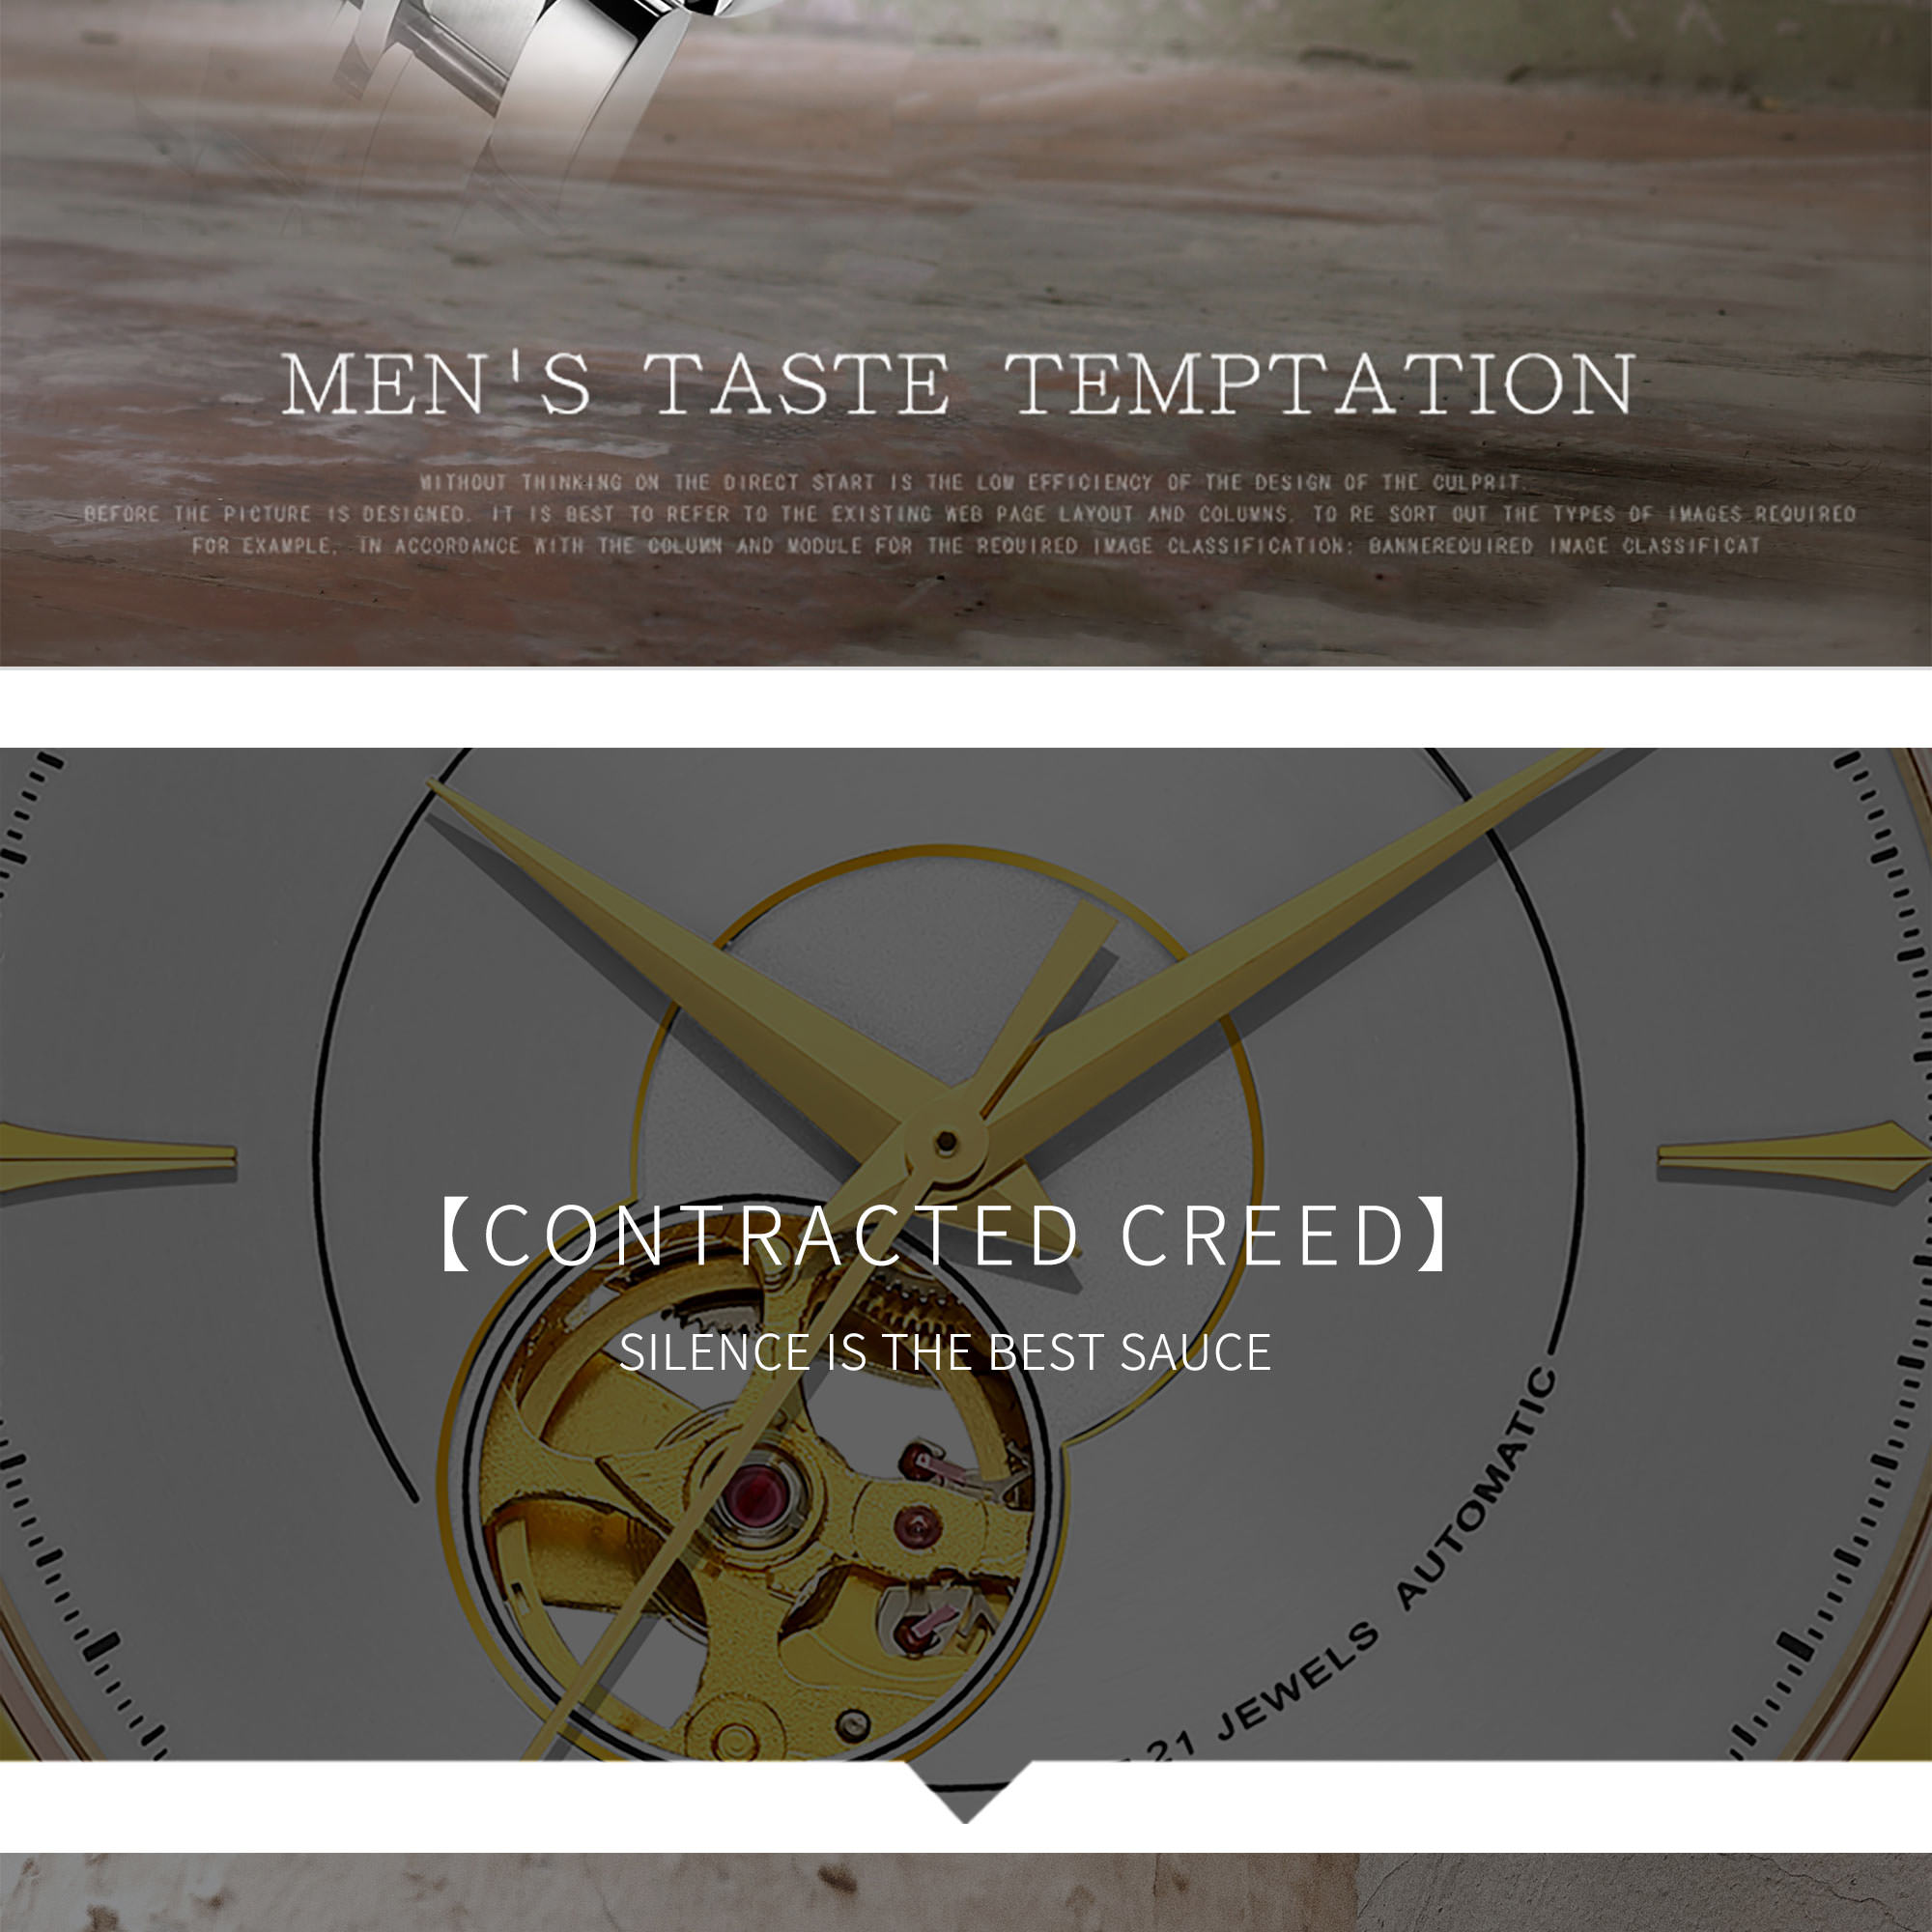 MEN'S TASTE TEMPTATION
WITHOUT THINKING ON THE DIRECT START IS THE LOW EFFICIENCY OF THE DESIGN OF THE CULPRIT.
BEFORE THE PICTURE IS DESIGNED. IT IS BEST TO REFER TO THE EXISTING WEB PAGE LAYOUT AND COLUMNS, TO RE SORT OUT THE TYPES OF IMAGES REQUIRED
FOR EXAMPLE, IN ACCORDANCE WITH THE COLUMN AND MODULE FOR THE REQUIRED IMAGE CLASSIFICATION: BANNEREQUIRED IMAGE CLASSIFICAT
【CONTRACTED CREED】
SILENCE IS THE BEST SAUCE
21 JEWELS AUTOMATIC